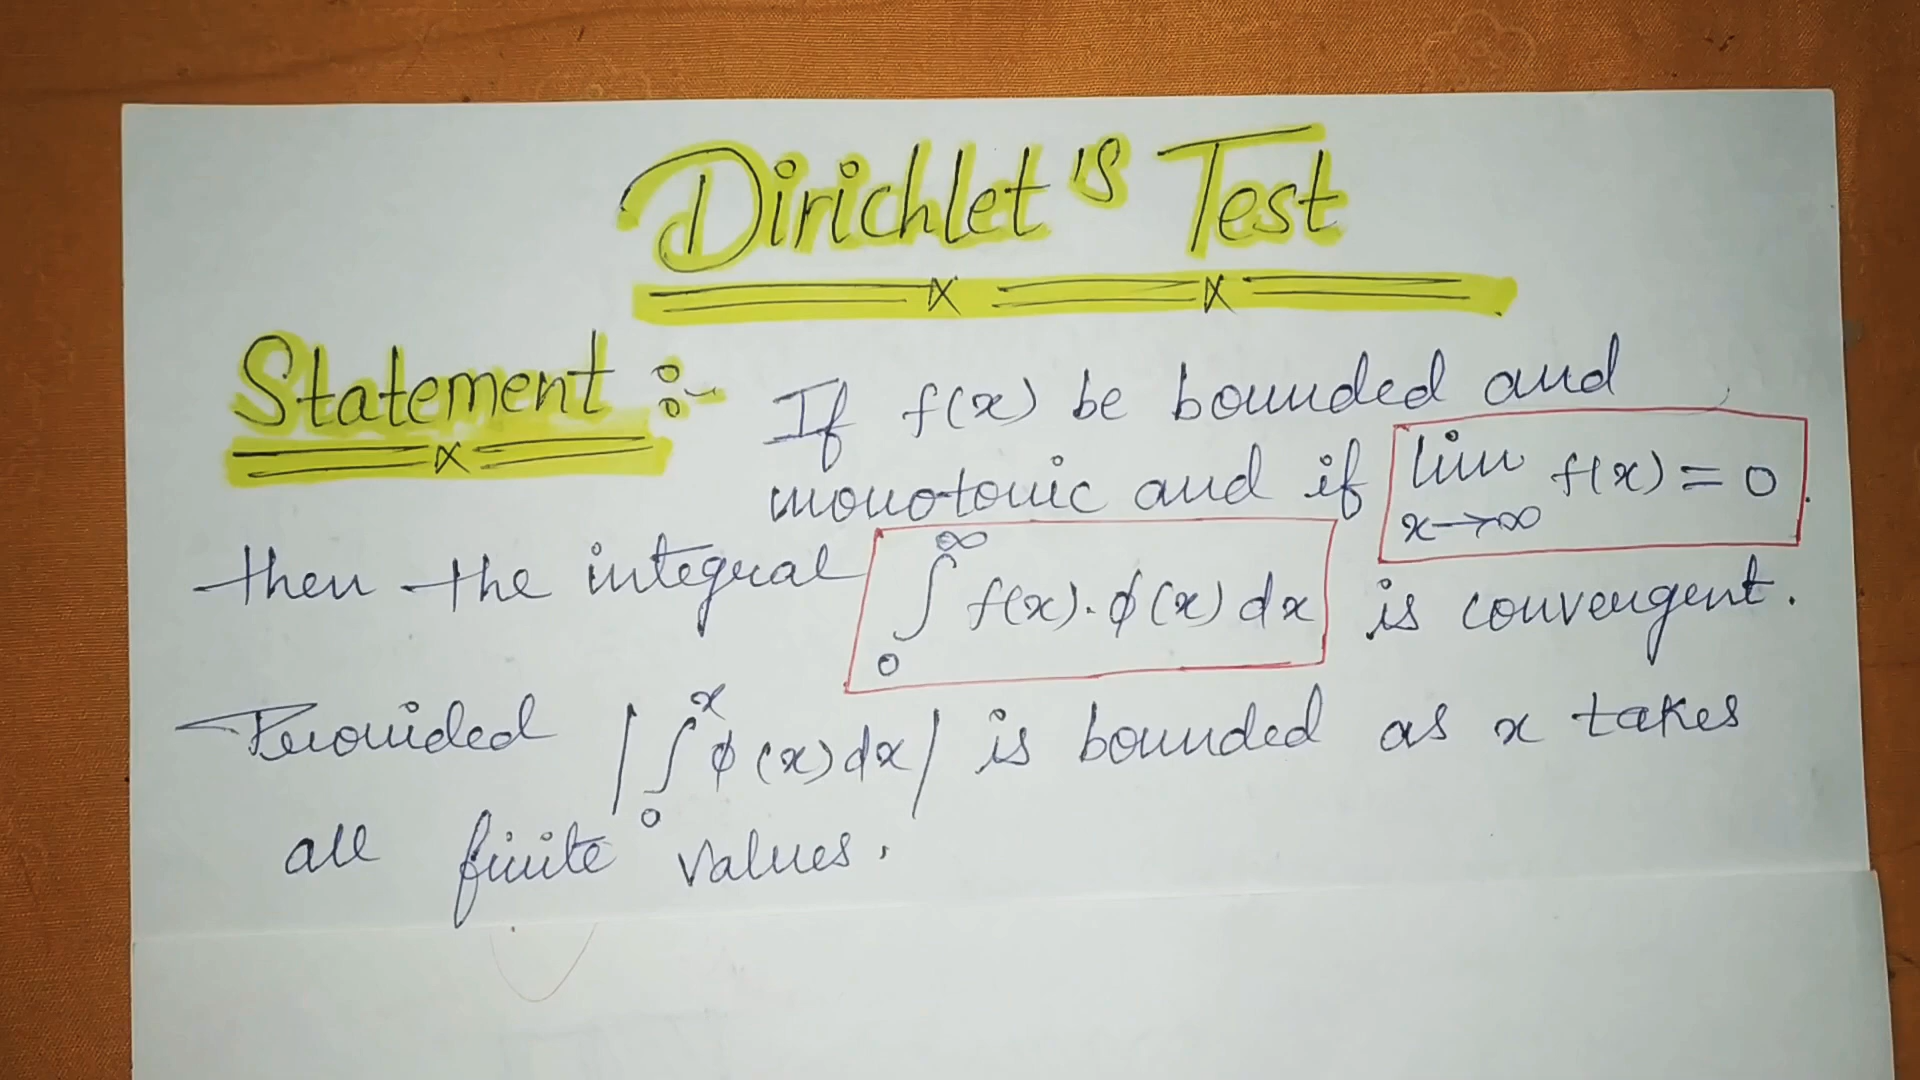 Dirichlet's Test
Statement :- If f(x) be bounded and
monotonic and if lim x→∞ f(x) = 0
then the integral ∫₀^∞ f(x)·ϕ(x) dx is convergent.
Provided |∫₀^x ϕ(x) dx| is bounded as x takes
all finite values.